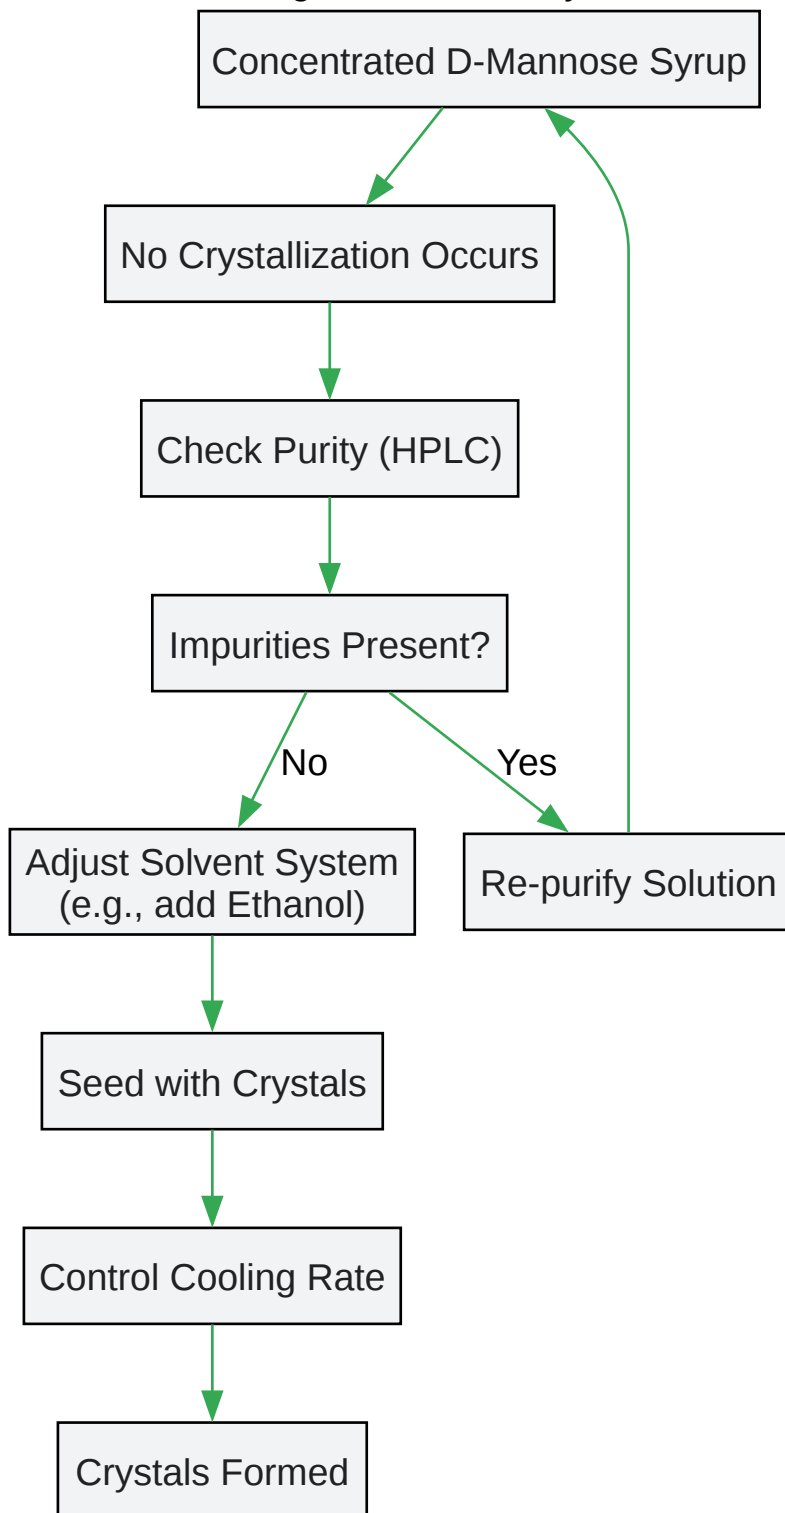 Concentrated D-Mannose Syrup
No Crystallization Occurs
Check Purity (HPLC)
Impurities Present?
No
Yes
Adjust Solvent System
(e.g., add Ethanol)
Re-purify Solution
Seed with Crystals
Control Cooling Rate
Crystals Formed